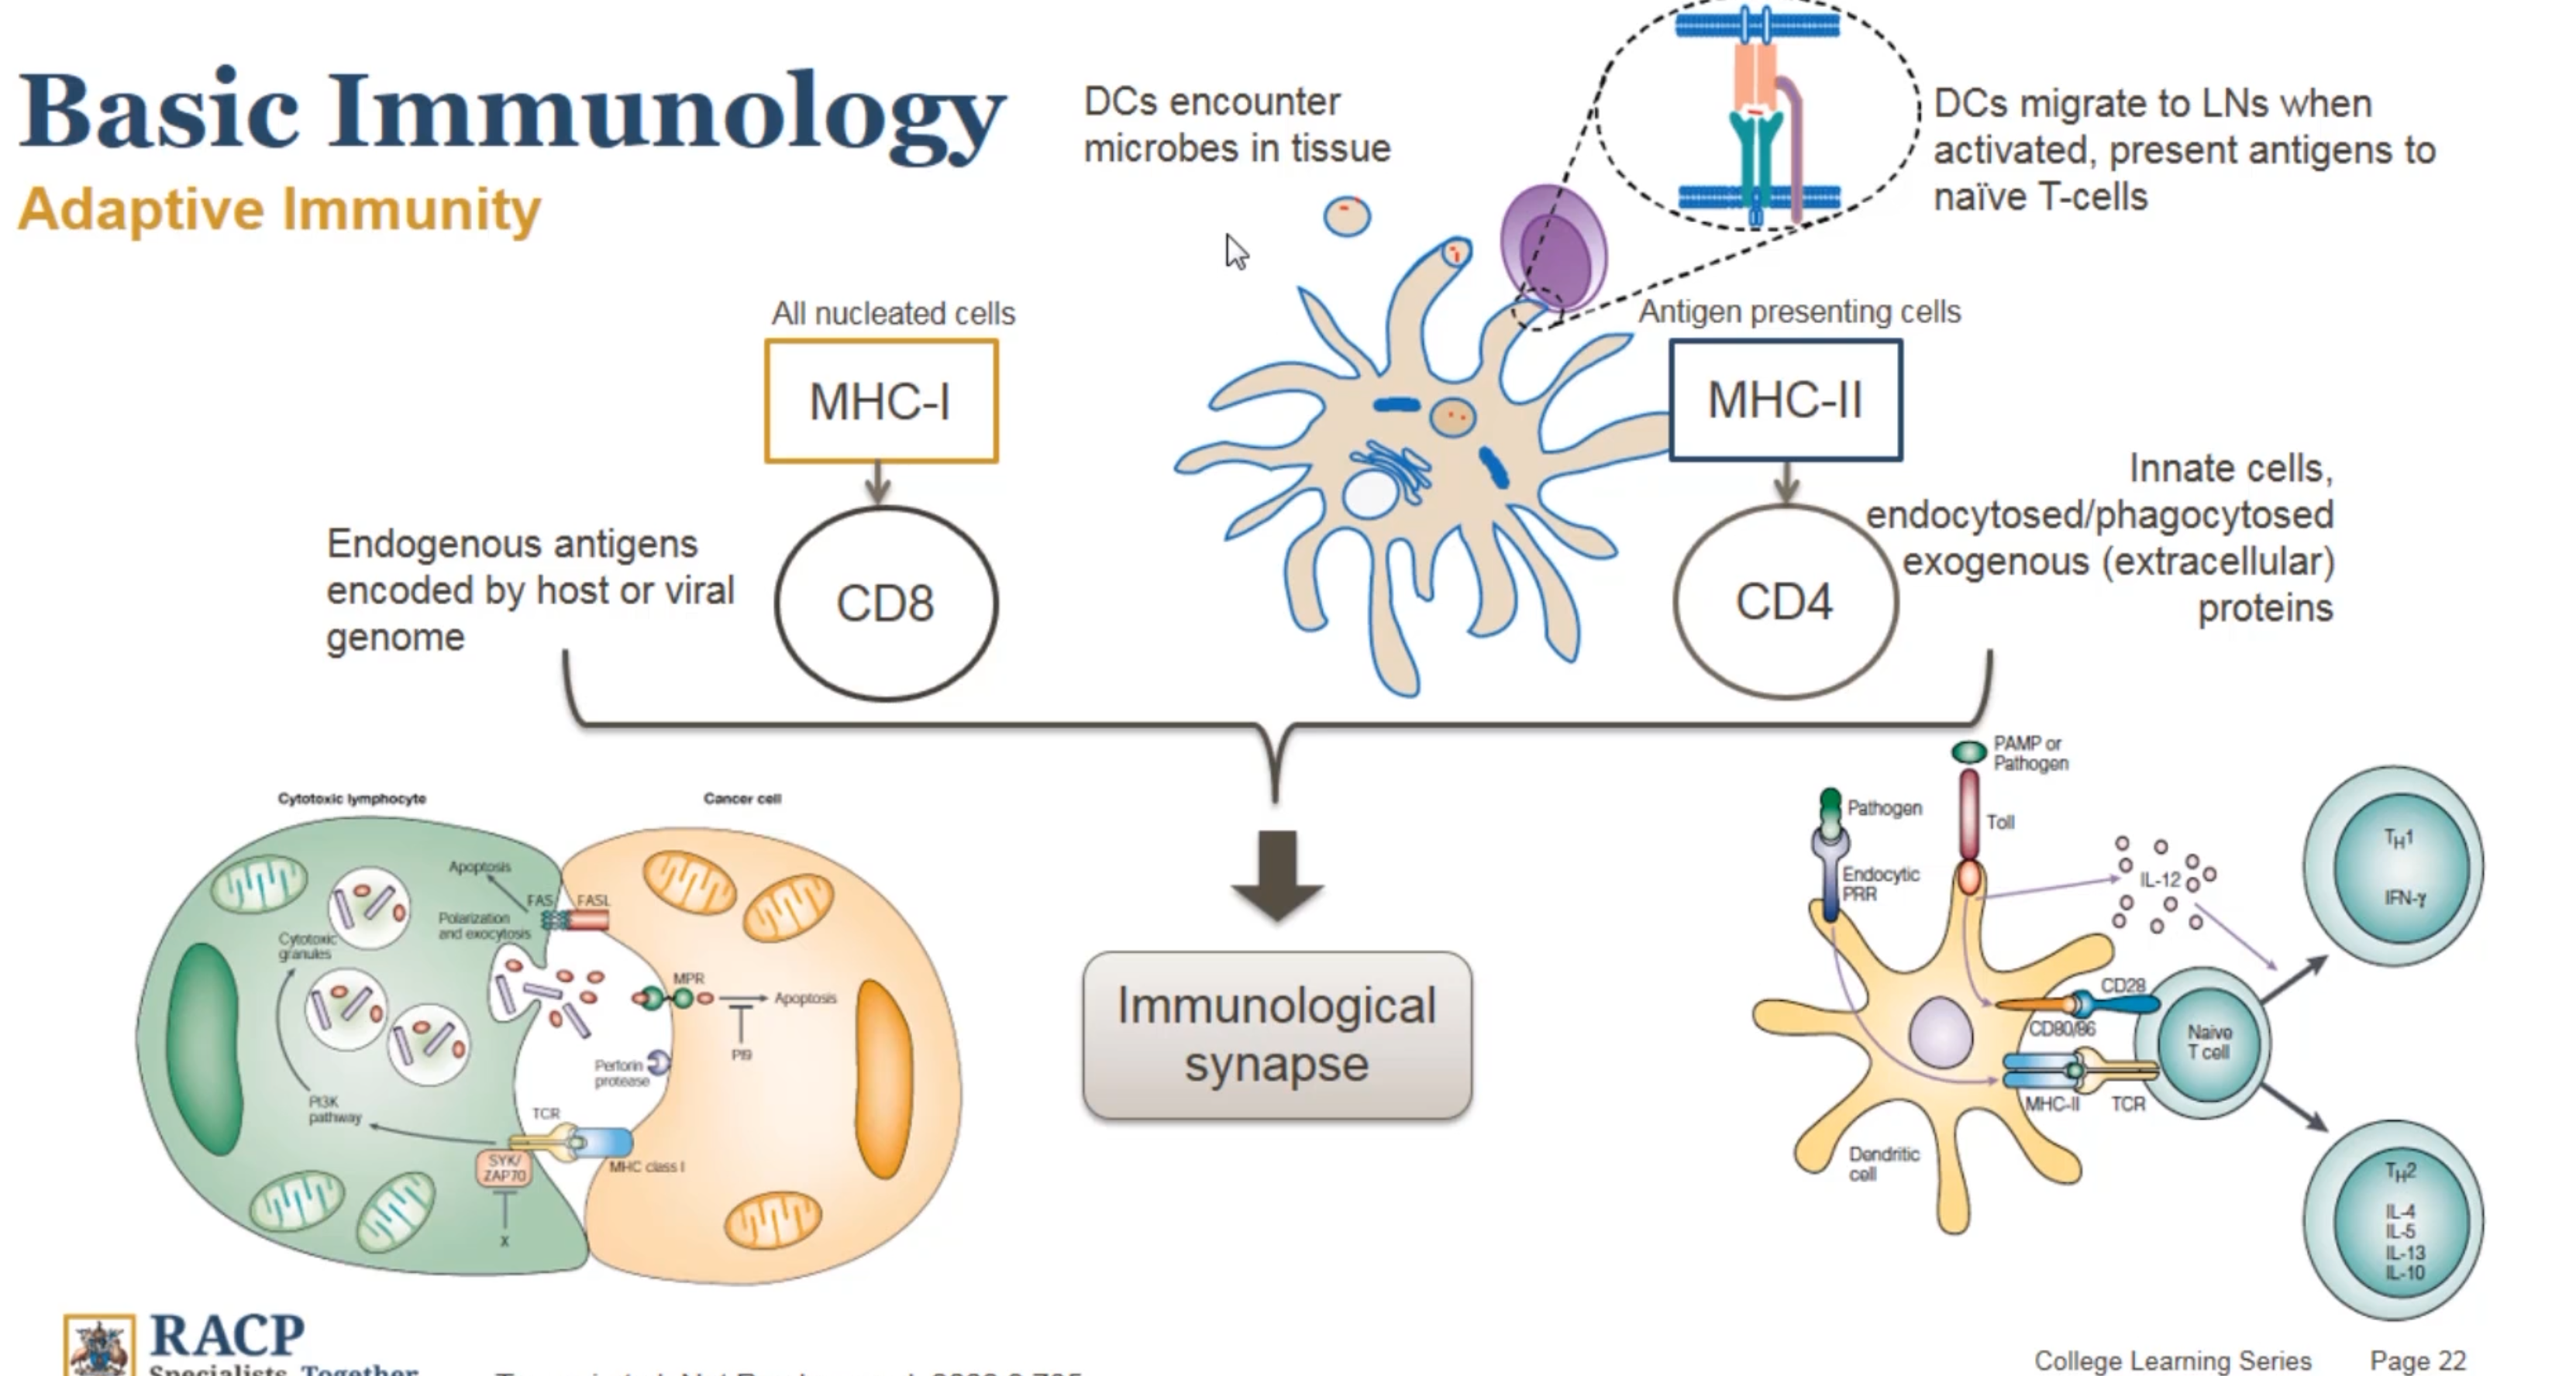 Basic Immunology
Adaptive Immunity
DCs encounter
microbes in tissue
DCs migrate to LNs when
activated, present antigens to
naïve T-cells
All nucleated cells
MHC-I
CD8
Endogenous antigens
encoded by host or viral
genome
Antigen presenting cells
MHC-II
CD4
Innate cells,
endocytosed/phagocytosed
exogenous (extracellular)
proteins
Immunological
synapse
Cytotoxic lymphocyte
Cancer cell
Apoptosis
FAS
FASL
Polarization
and exocytosis
Cytotoxic
granules
MPR
Apoptosis
PI9
Perforin
protease
PI3K
pathway
TCR
SYK/
ZAP70
MHC class I
X
PAMP or
Pathogen
Pathogen
Toll
Endocytic
PRR
IL-12
CD28
CD80/86
Naive
T cell
MHC-II
TCR
Dendritic
cell
TH1
IFN-γ
TH2
IL-4
IL-5
IL-13
IL-10
RACP
Specialists. Together
College Learning Series
Page 22